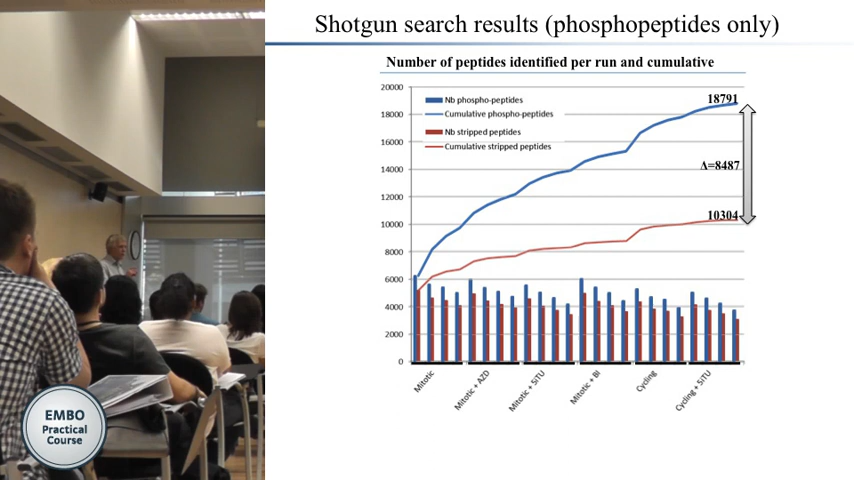 Shotgun search results (phosphopeptides only)
Number of peptides identified per run and cumulative
20000
18000
16000
14000
12000
10000
8000
6000
4000
2000
0
Nb phospho-peptides
Cumulative phospho-peptides
Nb stripped peptides
Cumulative stripped peptides
18791
Δ=8487
10304
Mitotic
Mitotic + AZD
Mitotic + 5ITU
Mitotic + BI
Cycling
Cycling + 5ITU
EMBO
Practical
Course